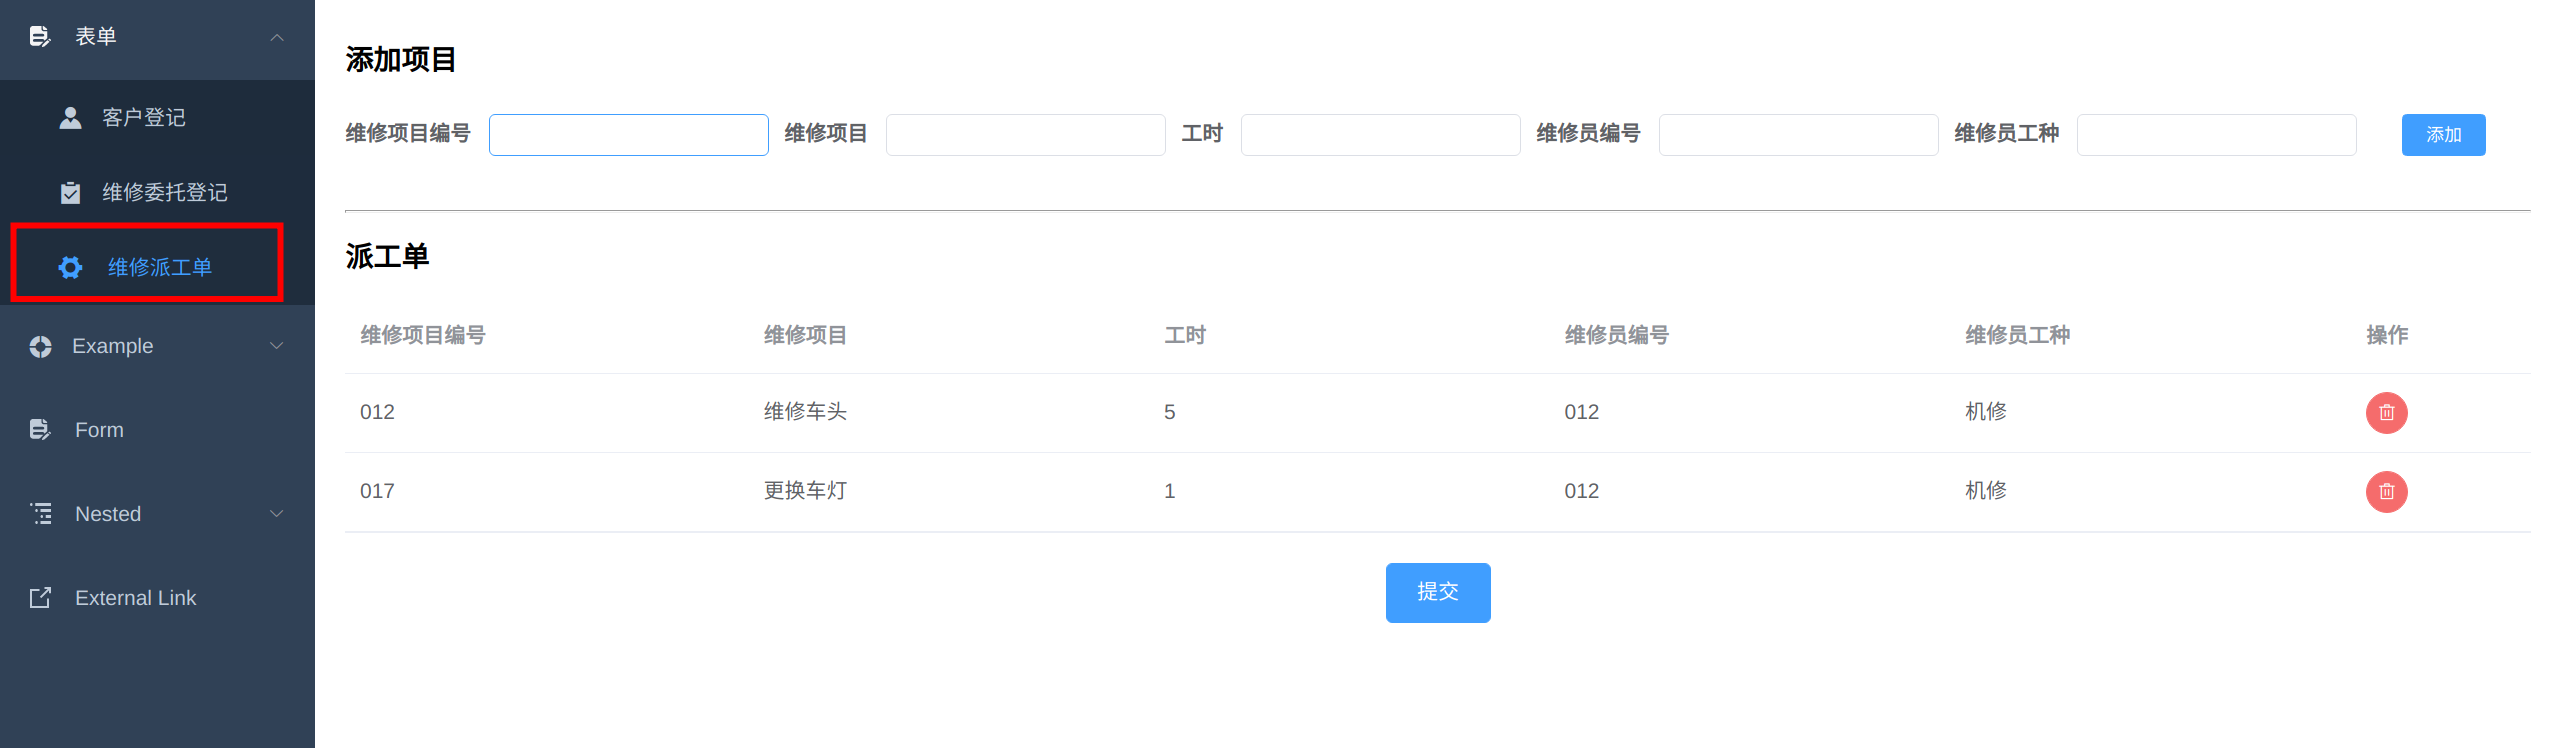 表单
客户登记
维修委托登记
维修派工单
Example
Form
Nested
External Link
添加项目
维修项目编号 维修项目 工时 维修员编号 维修员工种 添加
派工单
维修项目编号 维修项目 工时 维修员编号 维修员工种 操作
012 维修车头 5 012 机修
017 更换车灯 1 012 机修
提交